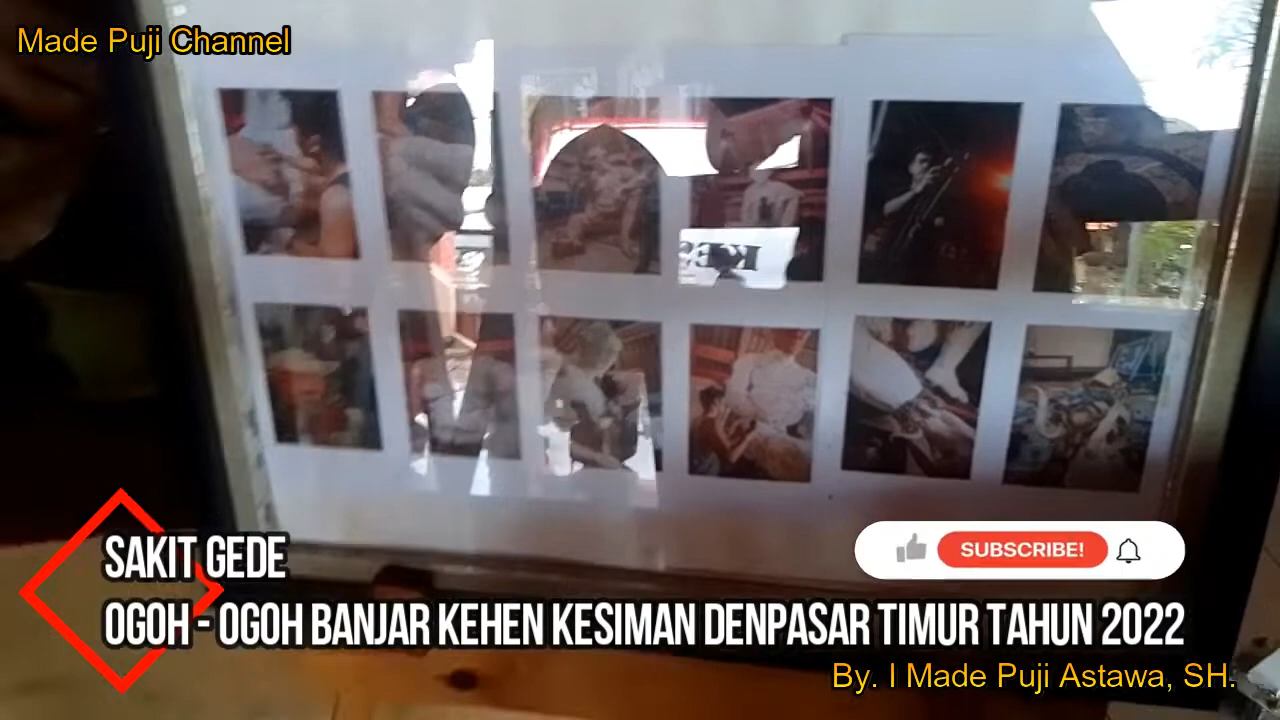 Made Puji Channel
SAKIT GEDE
SUBSCRIBE!
OGOH - OGOH BANJAR KEHEN KESIMAN DENPASAR TIMUR TAHUN 2022
By. I Made Puji Astawa, SH.